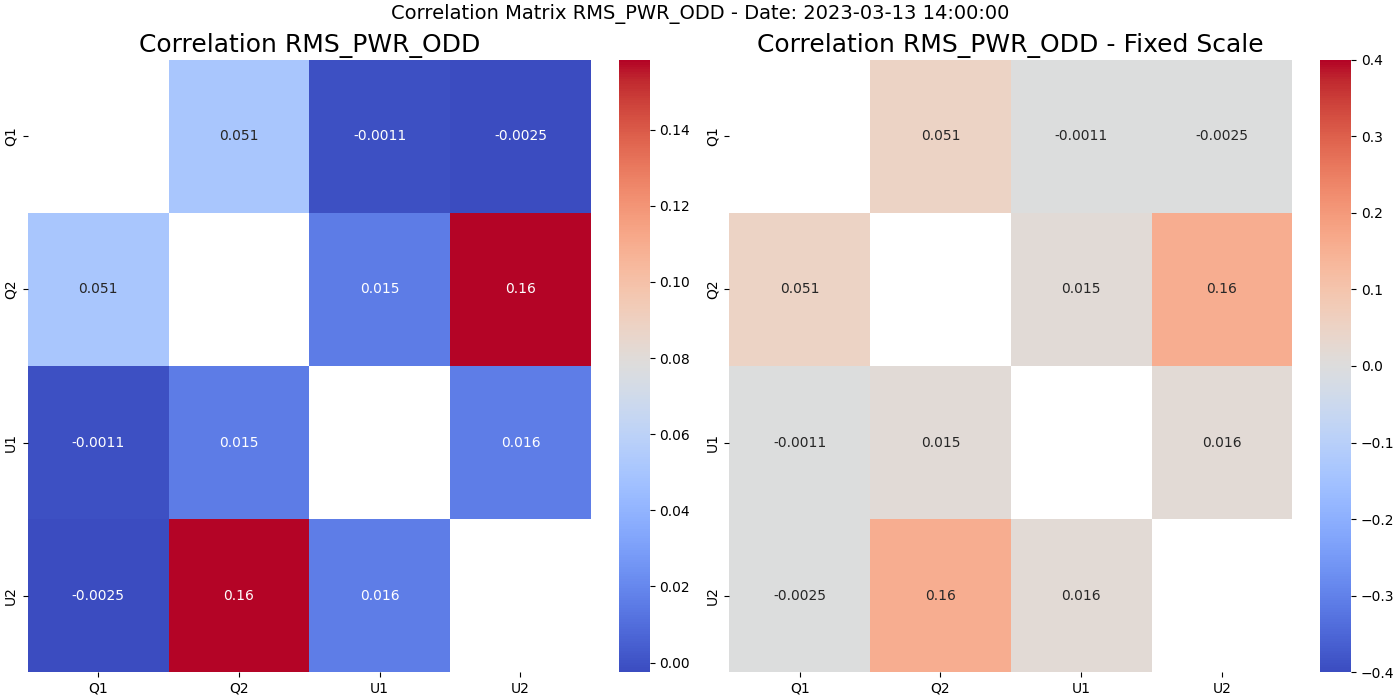 Correlation Matrix RMS_PWR_ODD - Date: 2023-03-13 14:00:00
Correlation RMS_PWR_ODD
Q1
0.051
-0.0011
-0.0025
Q2
0.051
0.015
0.16
U1
-0.0011
0.015
0.016
U2
-0.0025
0.16
0.016
Q1
Q2
U1
U2
0.14
0.12
0.10
0.08
0.06
0.04
0.02
0.00
Correlation RMS_PWR_ODD - Fixed Scale
Q1
0.051
-0.0011
-0.0025
Q2
0.051
0.015
0.16
U1
-0.0011
0.015
0.016
U2
-0.0025
0.16
0.016
Q1
Q2
U1
U2
0.4
0.3
0.2
0.1
0.0
−0.1
−0.2
−0.3
−0.4